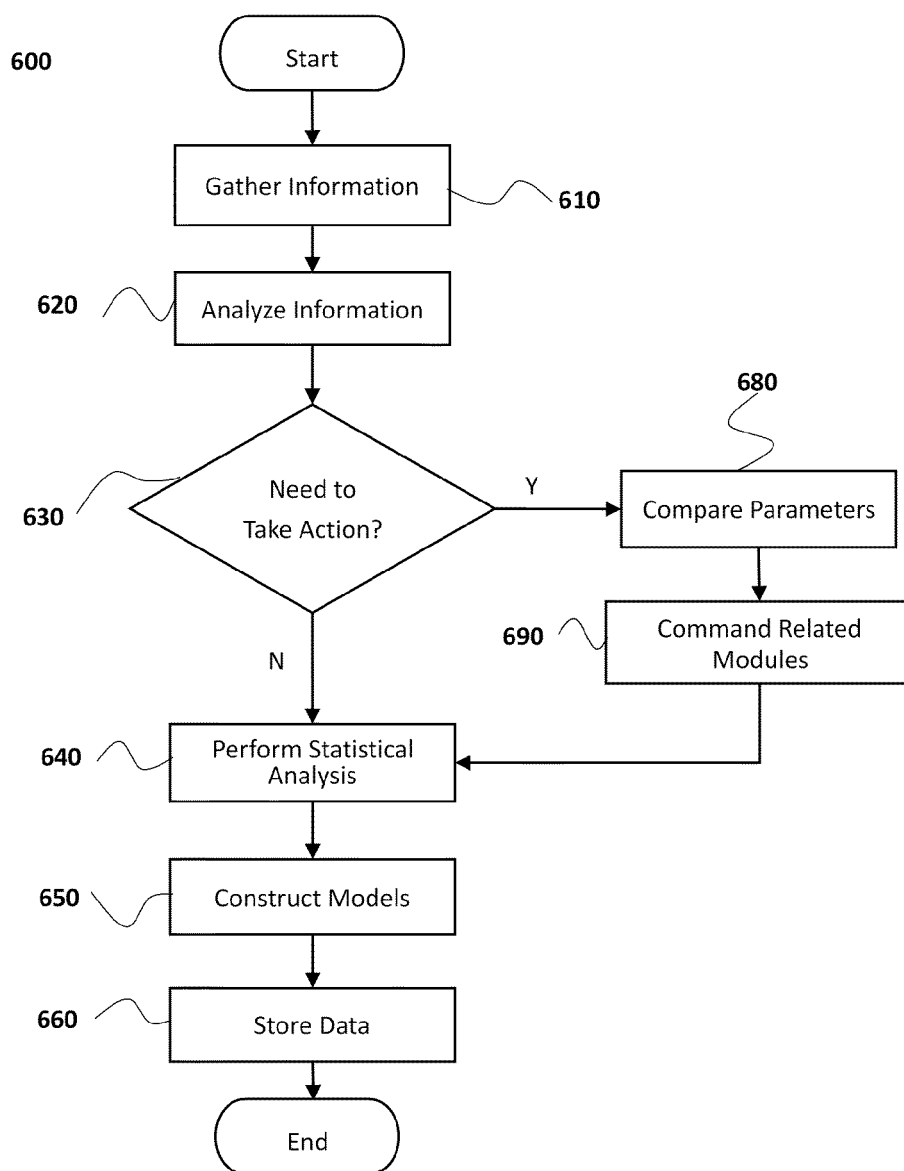 600
Start
Gather Information
610
620
Analyze Information
630
Need to
Take Action?
Y
680
Compare Parameters
690
Command Related
Modules
N
640
Perform Statistical
Analysis
650
Construct Models
660
Store Data
End